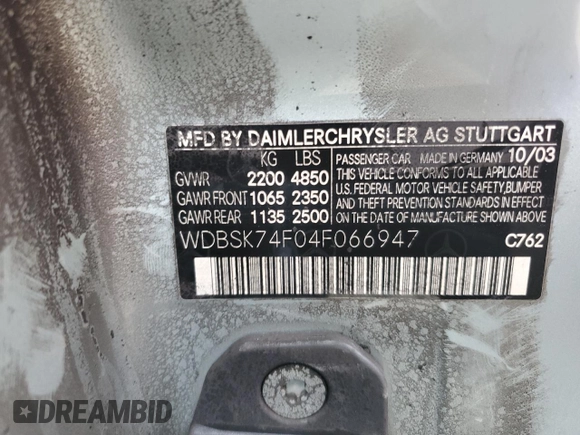 MFD BY DAIMLERCHRYSLER AG STUTTGART
KG LBS
GVWR 2200 4850
GAWR FRONT 1065 2350
GAWR REAR 1135 2500
PASSENGER CAR MADE IN GERMANY 10/03
THIS VEHICLE CONFORMS TO ALL APPLICABLE
U.S. FEDERAL MOTOR VEHICLE SAFETY,BUMPER
AND THEFT PREVENTION STANDARDS IN
EFFECT ON THE DATE OF MANUFACTURE
SHOWN ABOVE.
WDBSK74F04F066947
C762
DREAMBID